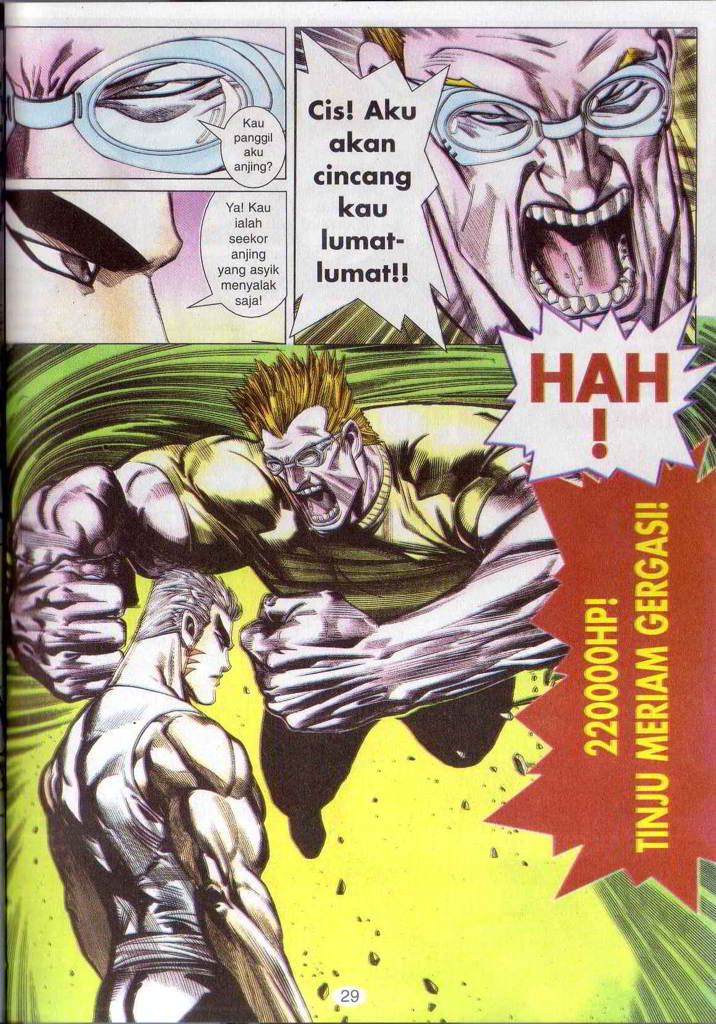 Kau
panggil
aku
anjing?
Ya! Kau
ialah
seekor
anjing
yang asyik
menyalak
saja!
Cis! Aku
akan
cincang
kau
lumat-
lumat!!
HAH
!
220000HP!
TINJU MERIAM GERGASI!
29